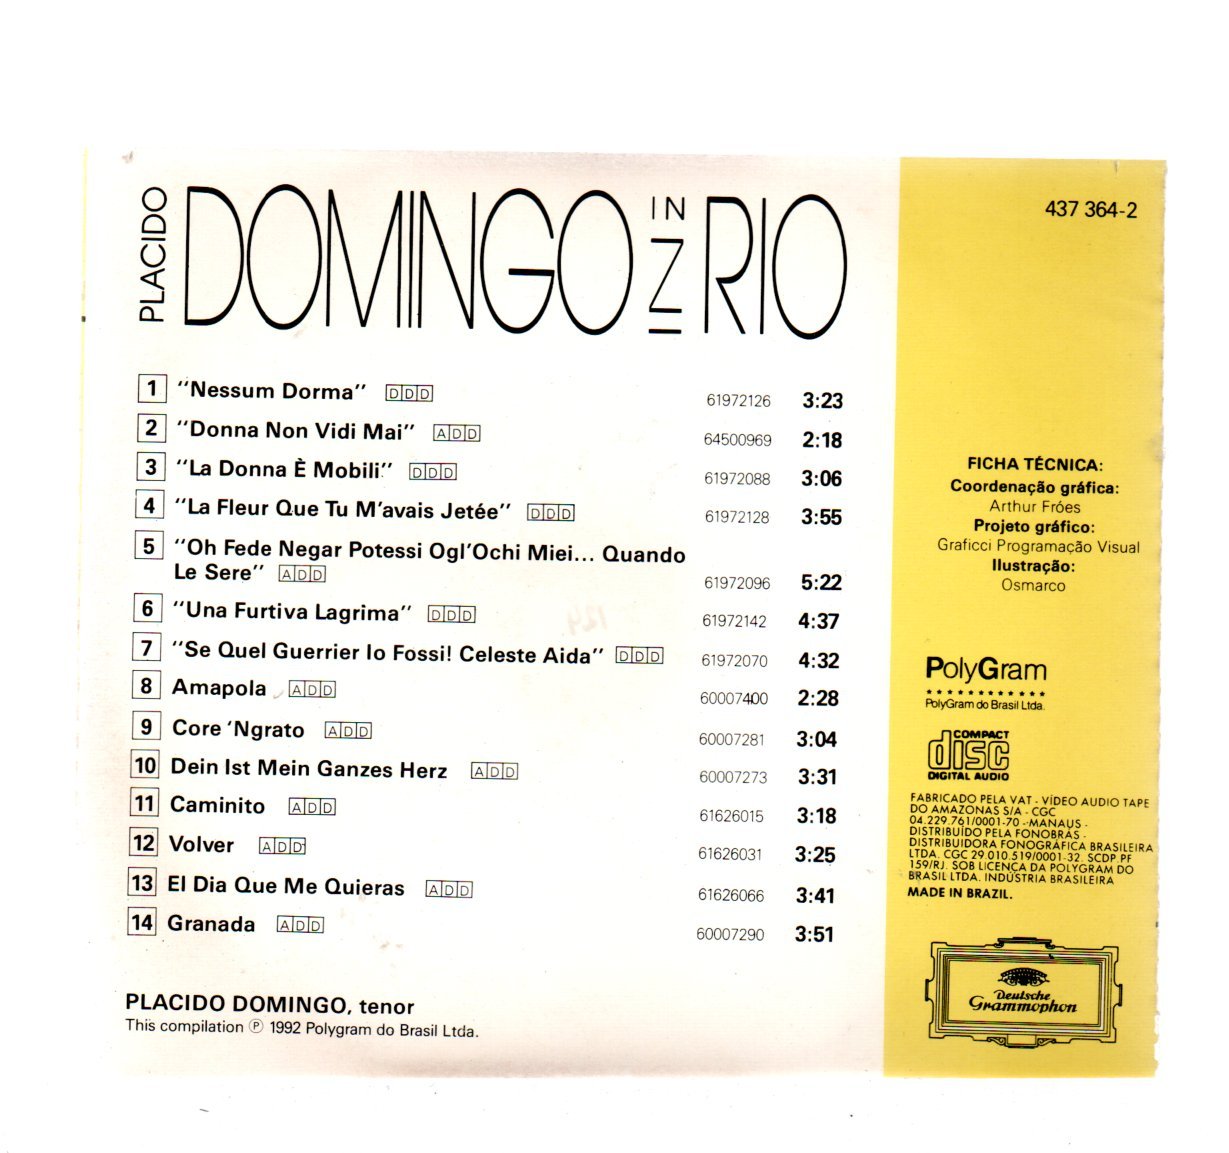 PLACIDO
DOMINGO
IN
RIO
437 364-2
1 “Nessum Dorma” DDD 61972126 3:23
2 “Donna Non Vidi Mai” ADD 64500969 2:18
3 “La Donna È Mobili” DDD 61972088 3:06
4 “La Fleur Que Tu M’avais Jetée” DDD 61972128 3:55
5 “Oh Fede Negar Potessi Ogl’Ochi Miei... Quando
Le Sere” ADD 61972096 5:22
6 “Una Furtiva Lagrima” DDD 61972142 4:37
7 “Se Quel Guerrier Io Fossi! Celeste Aida” DDD 61972070 4:32
8 Amapola ADD 60007400 2:28
9 Core ‘Ngrato ADD 60007281 3:04
10 Dein Ist Mein Ganzes Herz ADD 60007273 3:31
11 Caminito ADD 61626015 3:18
12 Volver ADD 61626031 3:25
13 El Dia Que Me Quieras ADD 61626066 3:41
14 Granada ADD 60007290 3:51
PLACIDO DOMINGO, tenor
This compilation ℗ 1992 Polygram do Brasil Ltda.
FICHA TÉCNICA:
Coordenação gráfica:
Arthur Fróes
Projeto gráfico:
Graficci Programação Visual
Ilustração:
Osmarco
PolyGram
PolyGram do Brasil Ltda.
COMPACT
disc
DIGITAL AUDIO
FABRICADO PELA VAT - VÍDEO AUDIO TAPE
DO AMAZONAS S/A - CGC
04.229.761/0001-70 - MANAUS -
DISTRIBUÍDO PELA FONOBRÁS -
DISTRIBUIDORA FONOGRÁFICA BRASILEIRA
LTDA. CGC 29.010.519/0001-32. SCDP PF
159/RJ. SOB LICENÇA DA POLYGRAM DO
BRASIL LTDA. INDÚSTRIA BRASILEIRA
MADE IN BRAZIL.
Deutsche
Grammophon